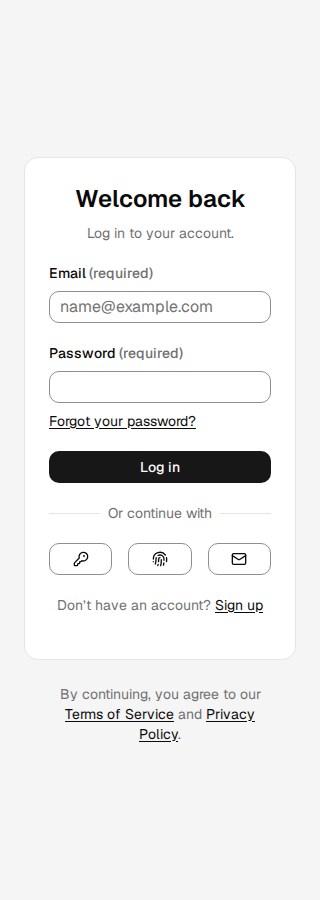 Welcome back
Log in to your account.
Email (required)
name@example.com
Password (required)
Forgot your password?
Log in
Or continue with
Don't have an account? Sign up
By continuing, you agree to our
Terms of Service and Privacy
Policy.